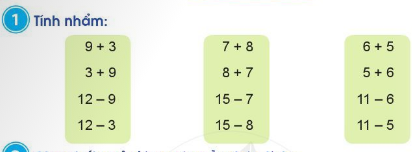 1 Tính nhẩm:
9 + 3 7 + 8 6 + 5
3 + 9 8 + 7 5 + 6
12 – 9 15 – 7 11 – 6
12 – 3 15 – 8 11 – 5